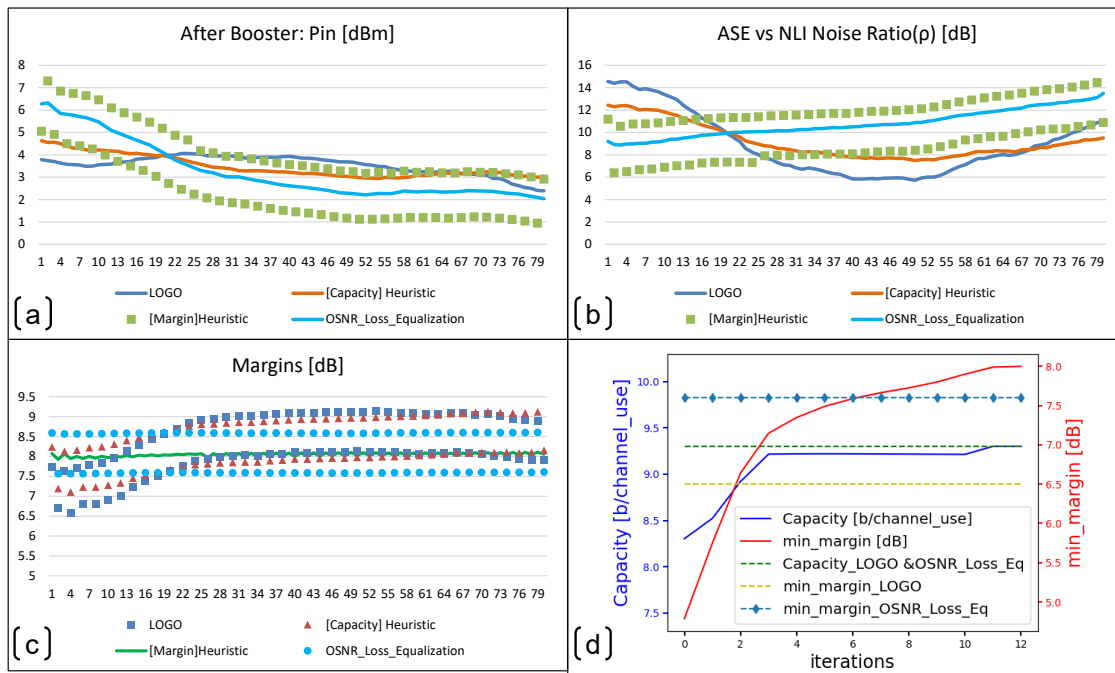 After Booster: Pin [dBm]
8
7
6
5
4
3
2
1
0
1 4 7 10 13 16 19 22 25 28 31 34 37 40 43 46 49 52 55 58 61 64 67 70 73 76 79
LOGO
[Capacity] Heuristic
[Margin]Heuristic
OSNR_Loss_Equalization
[a]
ASE vs NLI Noise Ratio(ρ) [dB]
16
14
12
10
8
6
4
2
0
1 4 7 10 13 16 19 22 25 28 31 34 37 40 43 46 49 52 55 58 61 64 67 70 73 76 79
LOGO
[Capacity] Heuristic
[Margin]Heuristic
OSNR_Loss_Equalization
[b]
Margins [dB]
9.5
9
8.5
8
7.5
7
6.5
6
5.5
5
1 4 7 10 13 16 19 22 25 28 31 34 37 40 43 46 49 52 55 58 61 64 67 70 73 76 79
LOGO
[Capacity] Heuristic
[Margin]Heuristic
OSNR_Loss_Equalization
[c]
Capacity [b/channel_use]
10.0
9.5
9.0
8.5
8.0
7.5
Capacity [b/channel_use]
min_margin [dB]
Capacity_LOGO &OSNR_Loss_Eq
min_margin_LOGO
min_margin_OSNR_Loss_Eq
8.0
7.5
7.0
6.5
6.0
5.5
5.0
min_margin [dB]
0 2 4 6 8 10 12
iterations
[d]